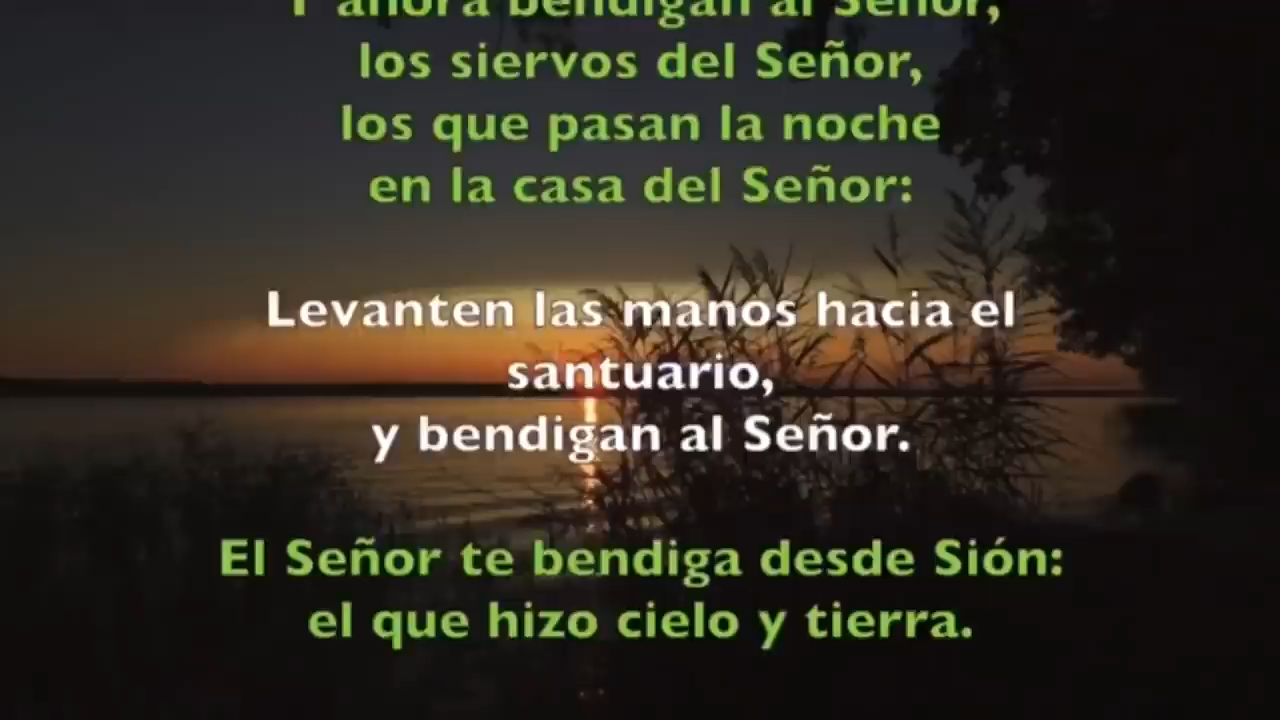 Y ahora bendigan al Señor,
los siervos del Señor,
los que pasan la noche
en la casa del Señor:
Levanten las manos hacia el
santuario,
y bendigan al Señor.
El Señor te bendiga desde Sión:
el que hizo cielo y tierra.